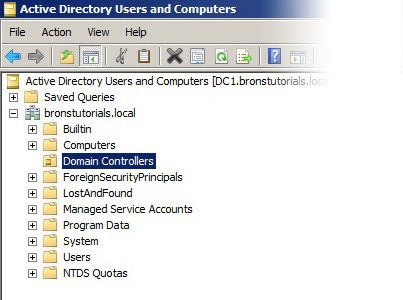 Active Directory Users and Computers
File Action View Help
Active Directory Users and Computers [DC1.bronstutorials.loca
Saved Queries
bronstutorials.local
Builtin
Computers
Domain Controllers
ForeignSecurityPrincipals
LostAndFound
Managed Service Accounts
Program Data
System
Users
NTDS Quotas